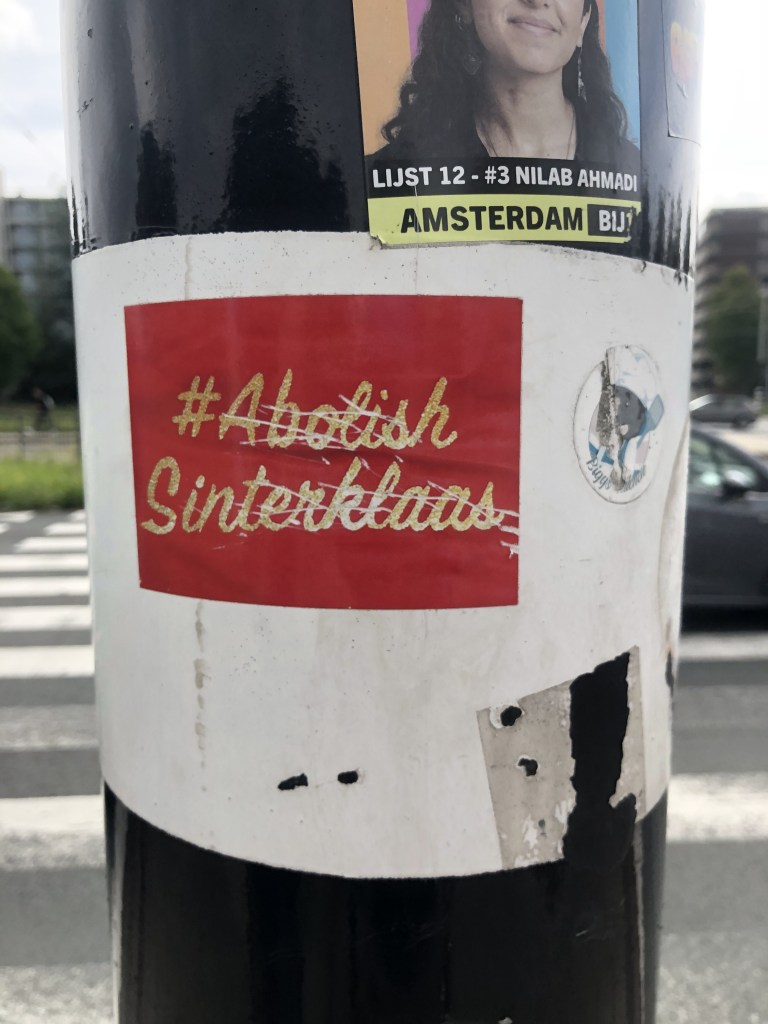 LIJST 12 - #3 NILAB AHMADI
AMSTERDAM BIJ1
#Abolish
Sinterklaas